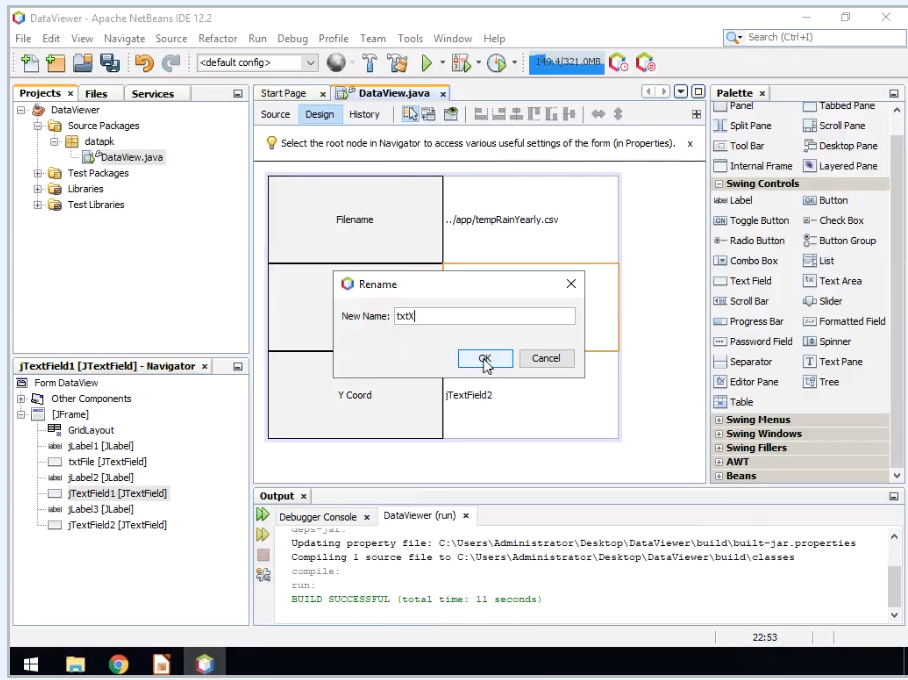 DataViewer - Apache NetBeans IDE 12.2
File Edit View Navigate Source Refactor Run Debug Profile Team Tools Window Help
Search (Ctrl+I)
<default config>
149,4/321,0MB
Projects x Files Services
DataViewer
Source Packages
datapk
DataView.java
Test Packages
Libraries
Test Libraries
Start Page x DataView.java x
Source Design History
Select the root node in Navigator to access various useful settings of the form (in Properties). x
Filename
../app/tempRainYearly.csv
Rename
New Name: txtX
OK Cancel
Y Coord
jTextField2
Palette x
Panel Tabbed Pane
Split Pane Scroll Pane
Tool Bar Desktop Pane
Internal Frame Layered Pane
Swing Controls
label Label OK Button
ON Toggle Button Check Box
Radio Button Button Group
Combo Box List
Text Field Text Area
Scroll Bar Slider
Progress Bar Formatted Field
Password Field Spinner
Separator Text Pane
Editor Pane Tree
Table
Swing Menus
Swing Windows
Swing Fillers
AWT
Beans
jTextField1 [JTextField] - Navigator x
Form DataView
Other Components
[JFrame]
GridLayout
label jLabel1 [JLabel]
txtFile [JTextField]
label jLabel2 [JLabel]
jTextField1 [JTextField]
label jLabel3 [JLabel]
jTextField2 [JTextField]
Output x
Debugger Console x DataViewer (run) x
deps-jar:
Updating property file: C:\Users\Administrator\Desktop\DataViewer\build\built-jar.properties
Compiling 1 source file to C:\Users\Administrator\Desktop\DataViewer\build\classes
compile:
run:
BUILD SUCCESSFUL (total time: 11 seconds)
22:53